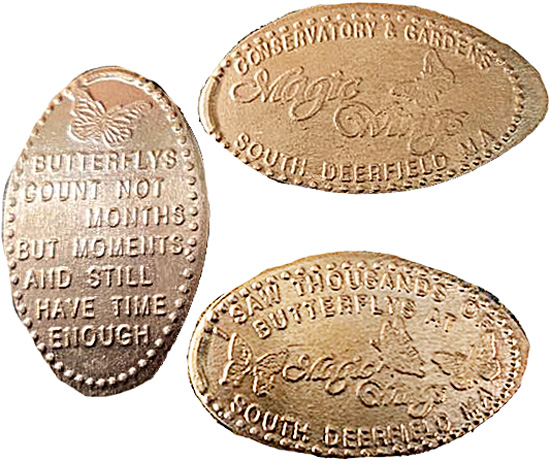 BUTTERFLYS
COUNT NOT
MONTHS
BUT MOMENTS
AND STILL
HAVE TIME
ENOUGH
CONSERVATORY & GARDENS
Magic
Wings
SOUTH DEERFIELD MA
I SAW THOUSANDS OF
BUTTERFLYS AT
Magic
Wings
SOUTH DEERFIELD MA